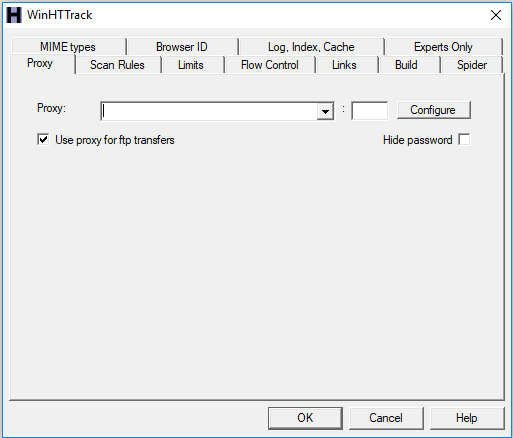 WinHTTrack
MIME types Browser ID Log, Index, Cache Experts Only
Proxy Scan Rules Limits Flow Control Links Build Spider
Proxy: : Configure
Use proxy for ftp transfers Hide password
OK Cancel Help